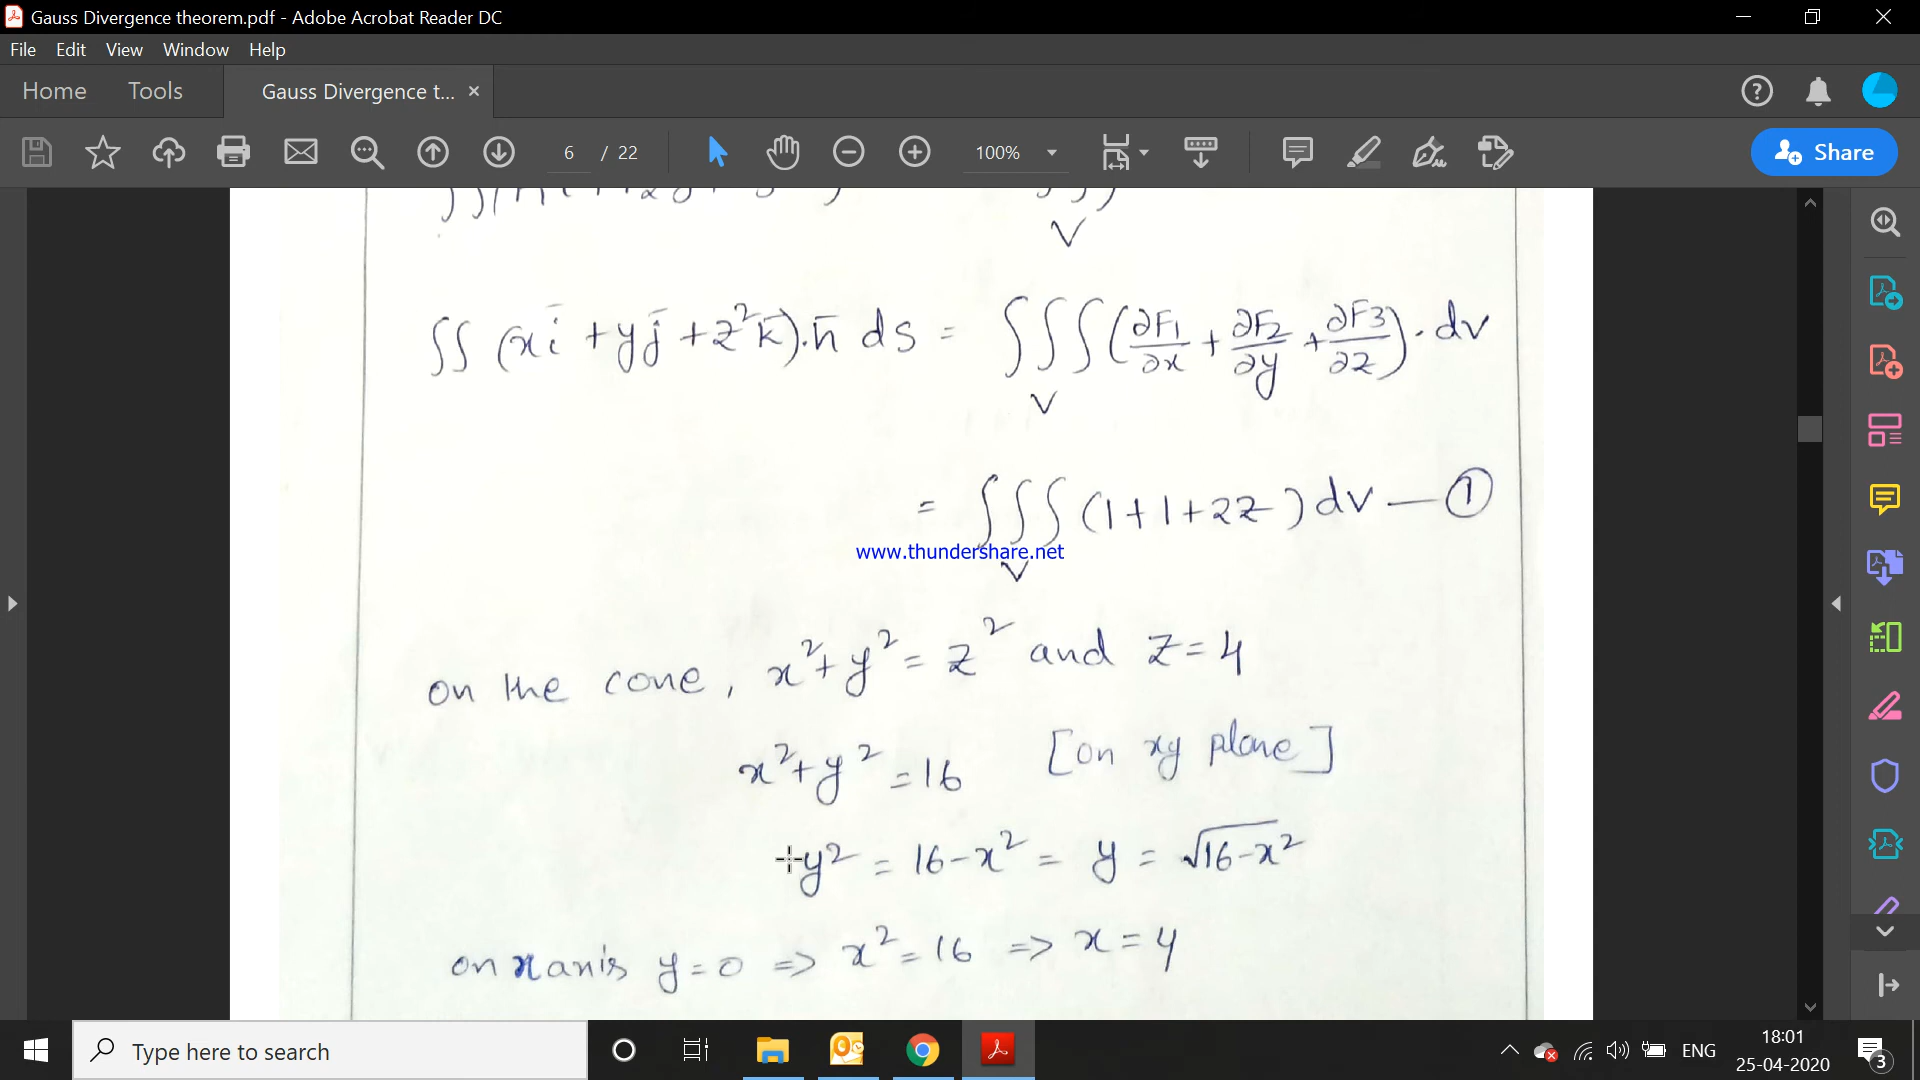 Gauss Divergence theorem.pdf - Adobe Acrobat Reader DC
File Edit View Window Help
Home Tools Gauss Divergence t... ×
6 / 22 100% Share
V
∫∫ (xi̅ + yj̅ + z²k̅).n̅ ds = ∫∫∫ (∂F1/∂x + ∂F2/∂y + ∂F3/∂z). dv
V
= ∫∫∫ (1+1+2z) dv — ①
www.thundershare.net
V
on the cone, x²+y² = z² and z=4
x²+y² = 16 [on xy plane]
y² = 16-x² = y = √16-x²
on x axis y=0 => x² = 16 => x = 4
Type here to search
ENG
18:01
25-04-2020
3